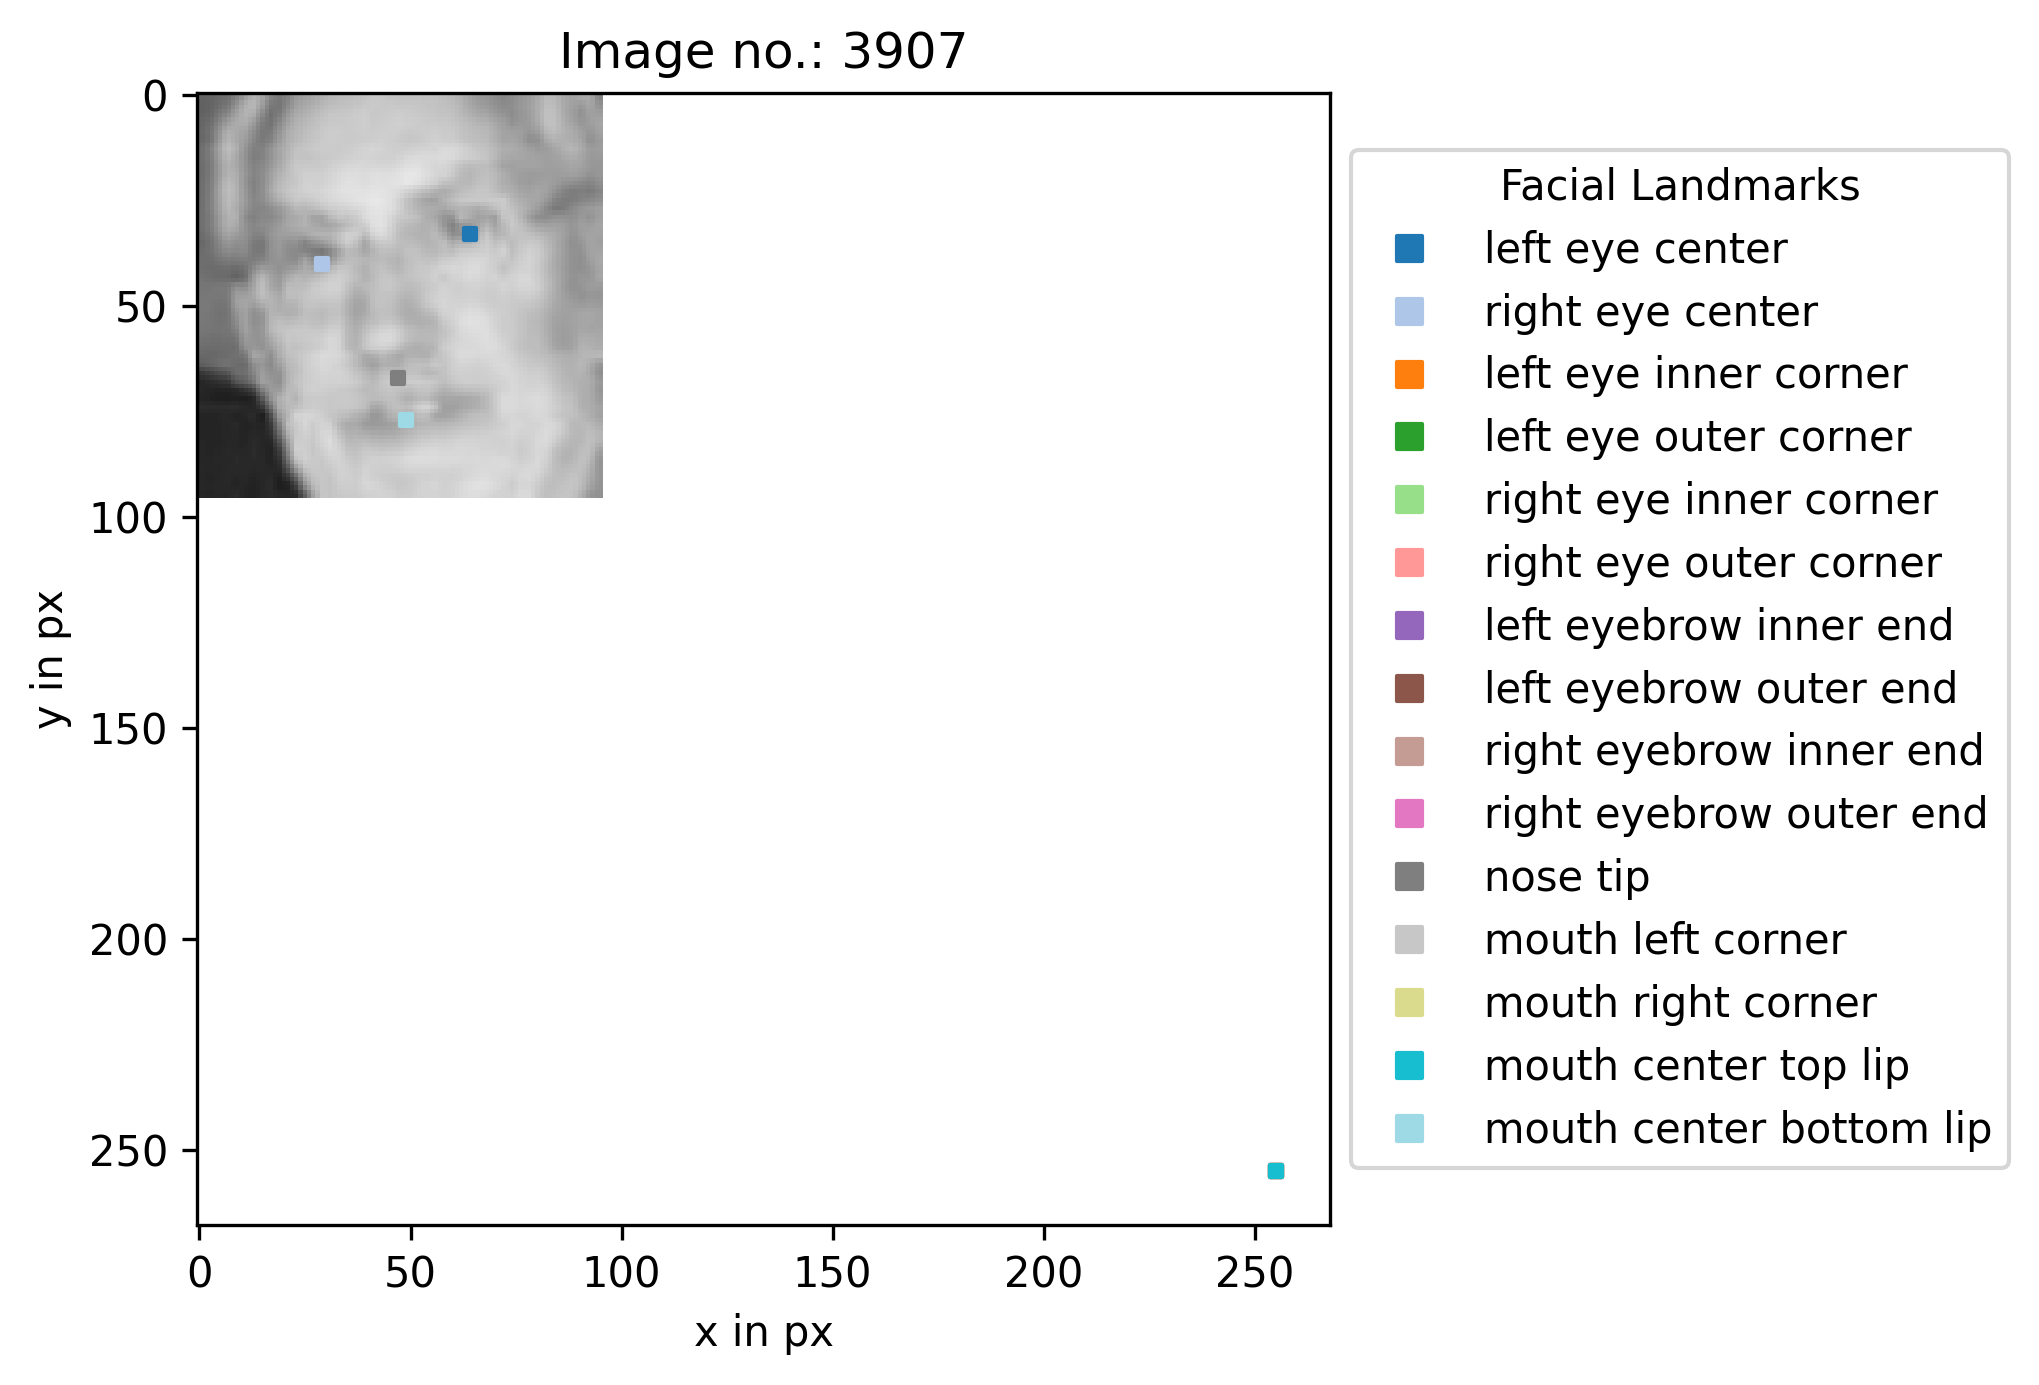 Image no.: 3907
0
50
100
150
200
250
y in px
0
50
100
150
200
250
x in px
Facial Landmarks
left eye center
right eye center
left eye inner corner
left eye outer corner
right eye inner corner
right eye outer corner
left eyebrow inner end
left eyebrow outer end
right eyebrow inner end
right eyebrow outer end
nose tip
mouth left corner
mouth right corner
mouth center top lip
mouth center bottom lip